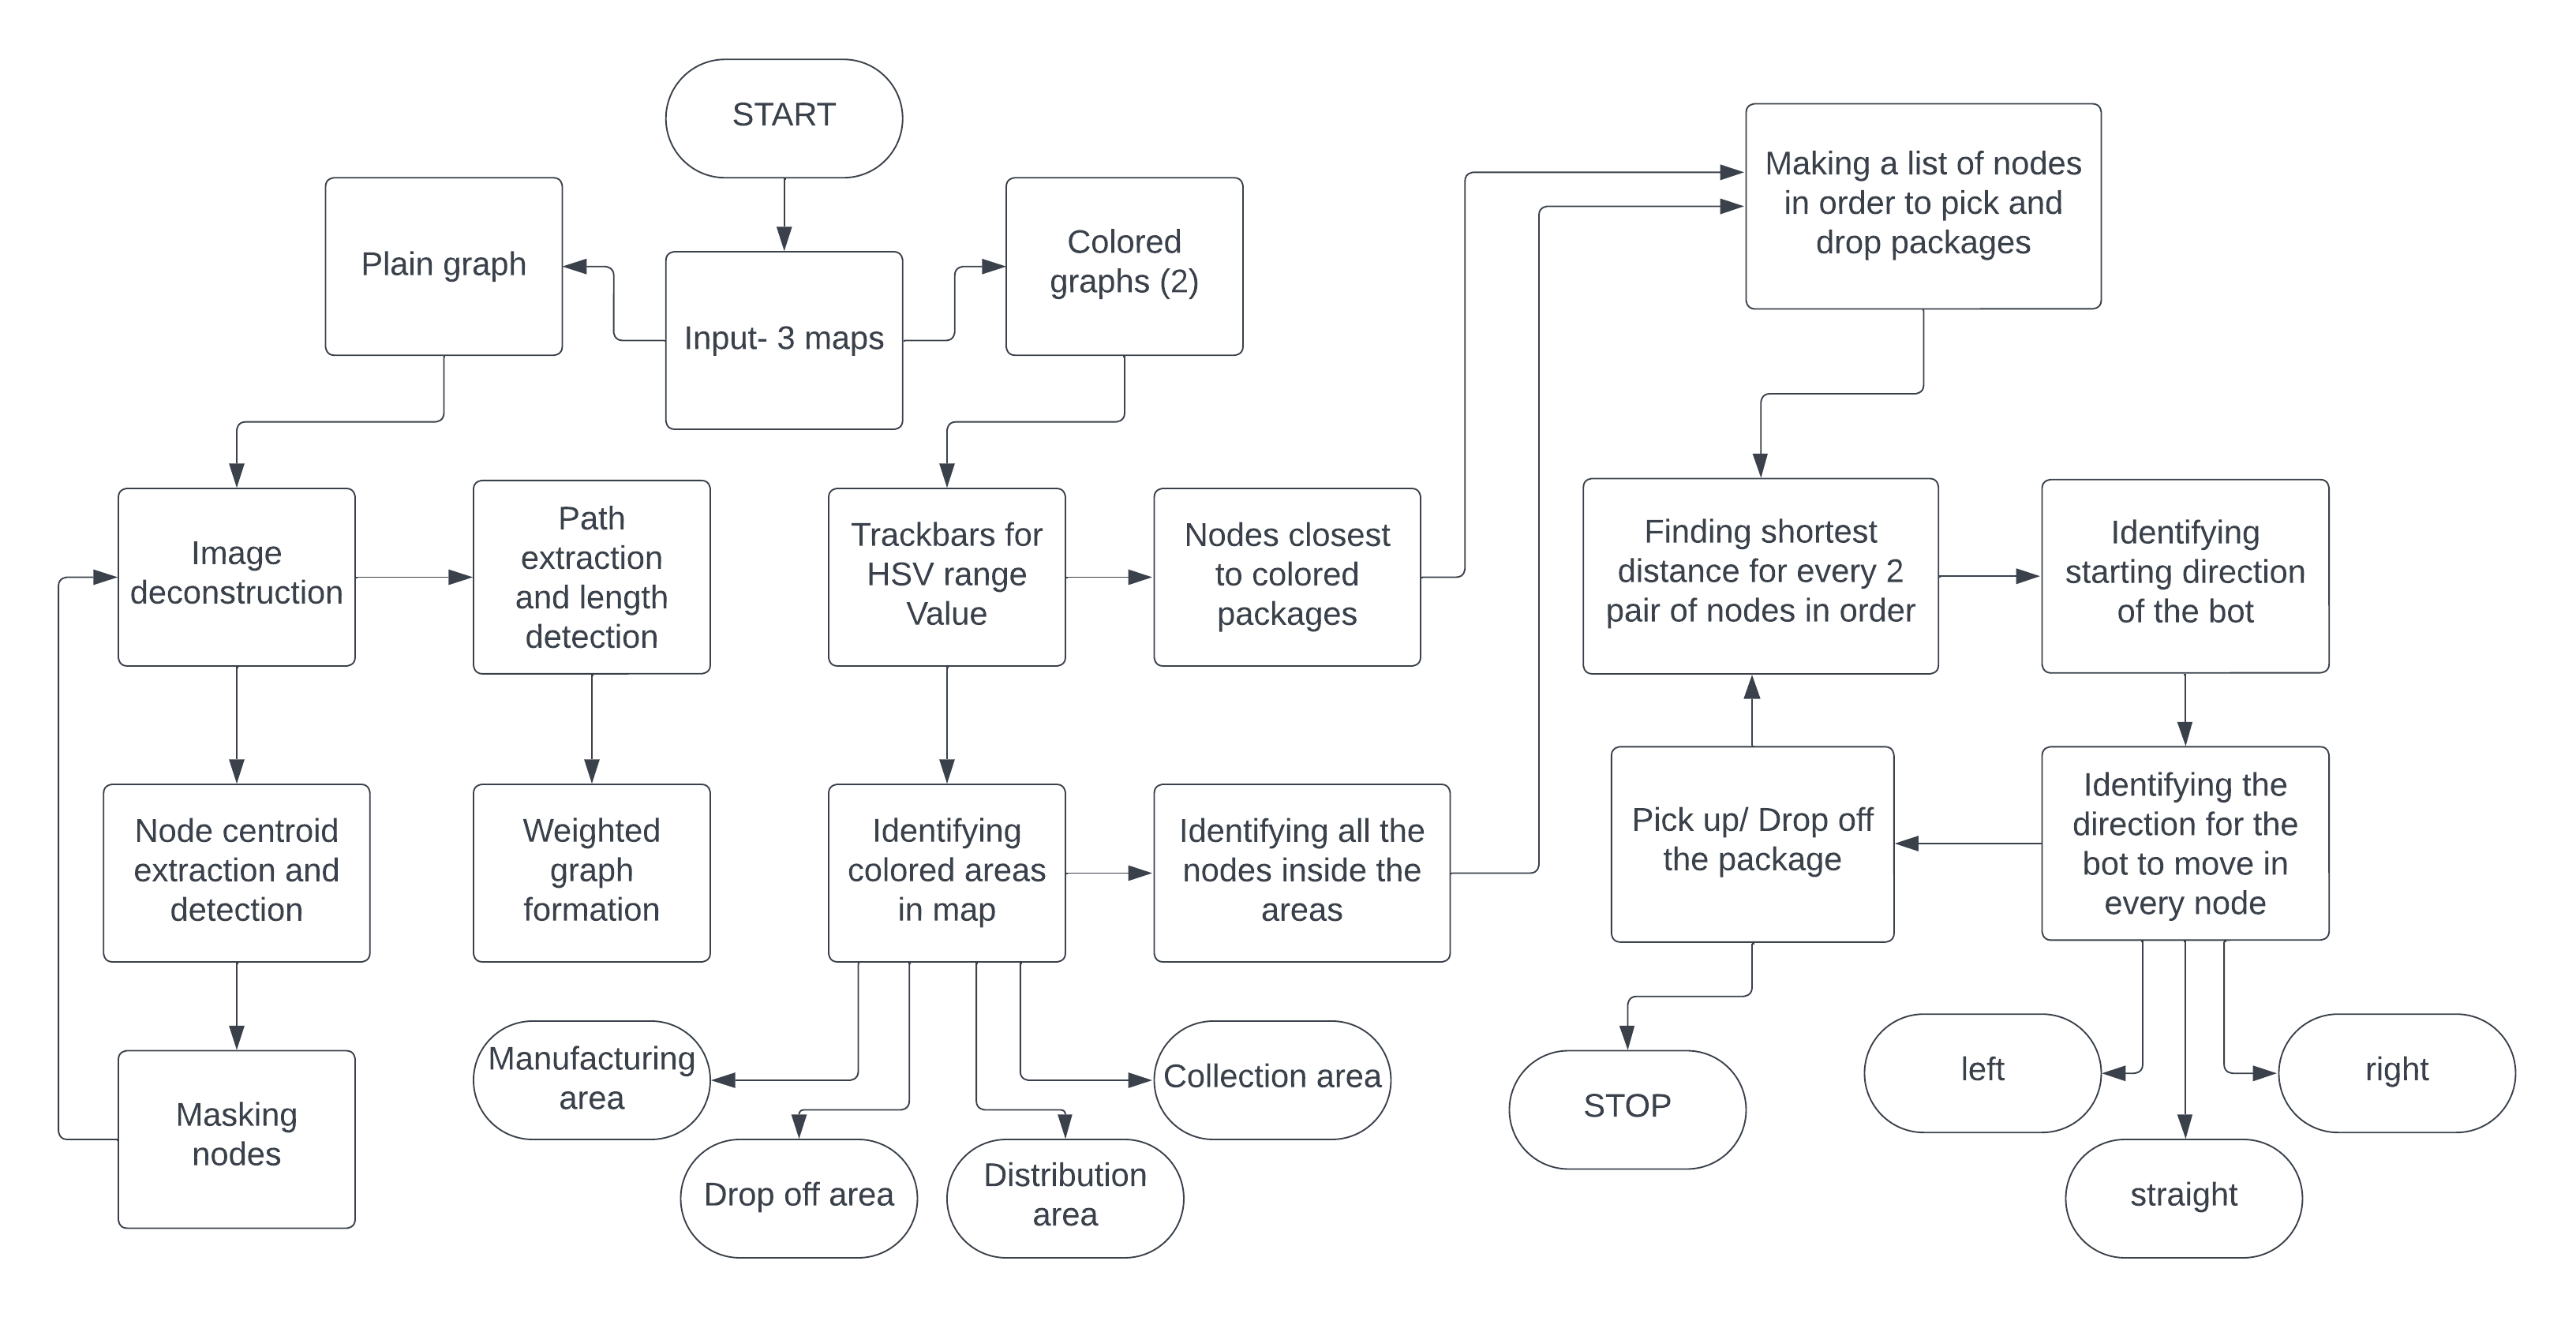 START
Plain graph
Input- 3 maps
Colored
graphs (2)
Making a list of nodes
in order to pick and
drop packages
Image
deconstruction
Path
extraction
and length
detection
Trackbars for
HSV range
Value
Nodes closest
to colored
packages
Finding shortest
distance for every 2
pair of nodes in order
Identifying
starting direction
of the bot
Node centroid
extraction and
detection
Weighted
graph
formation
Identifying
colored areas
in map
Identifying all the
nodes inside the
areas
Pick up/ Drop off
the package
Identifying the
direction for the
bot to move in
every node
Masking
nodes
Manufacturing
area
Drop off area
Distribution
area
Collection area
STOP
left
straight
right